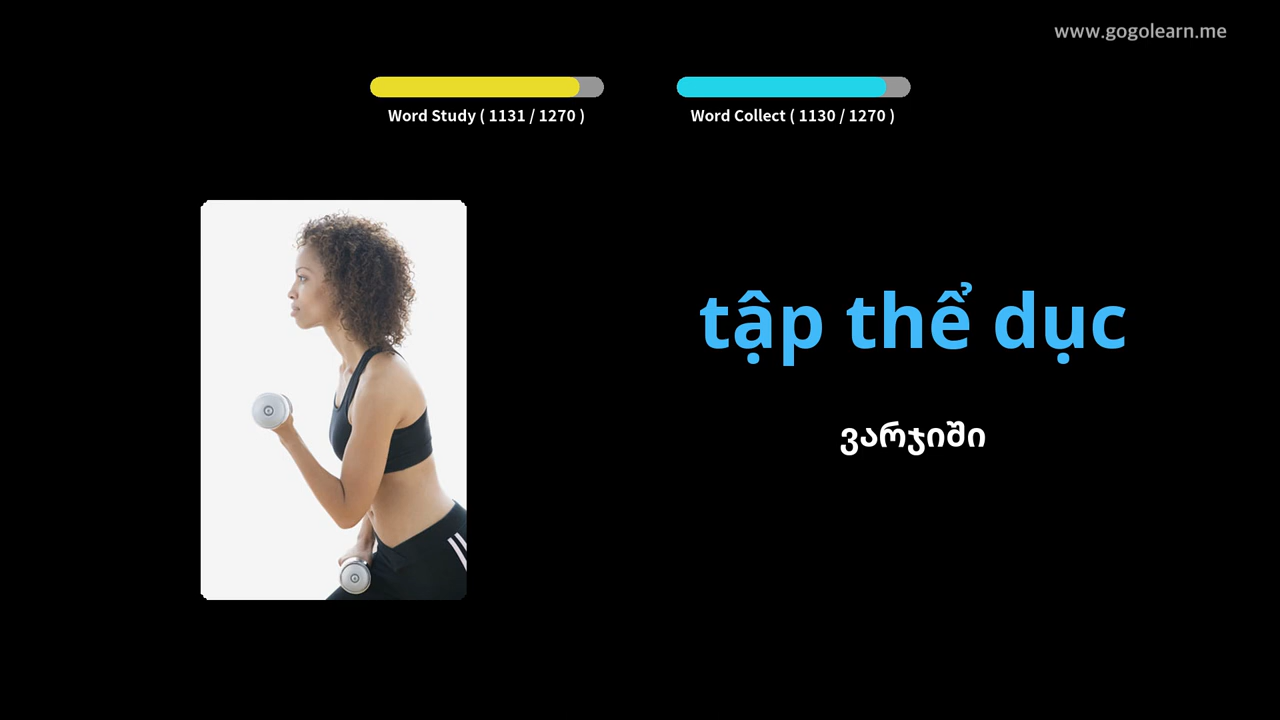 www.gogolearn.me
Word Study ( 1131 / 1270 )
Word Collect ( 1130 / 1270 )
tập thể dục
ვარჯიში